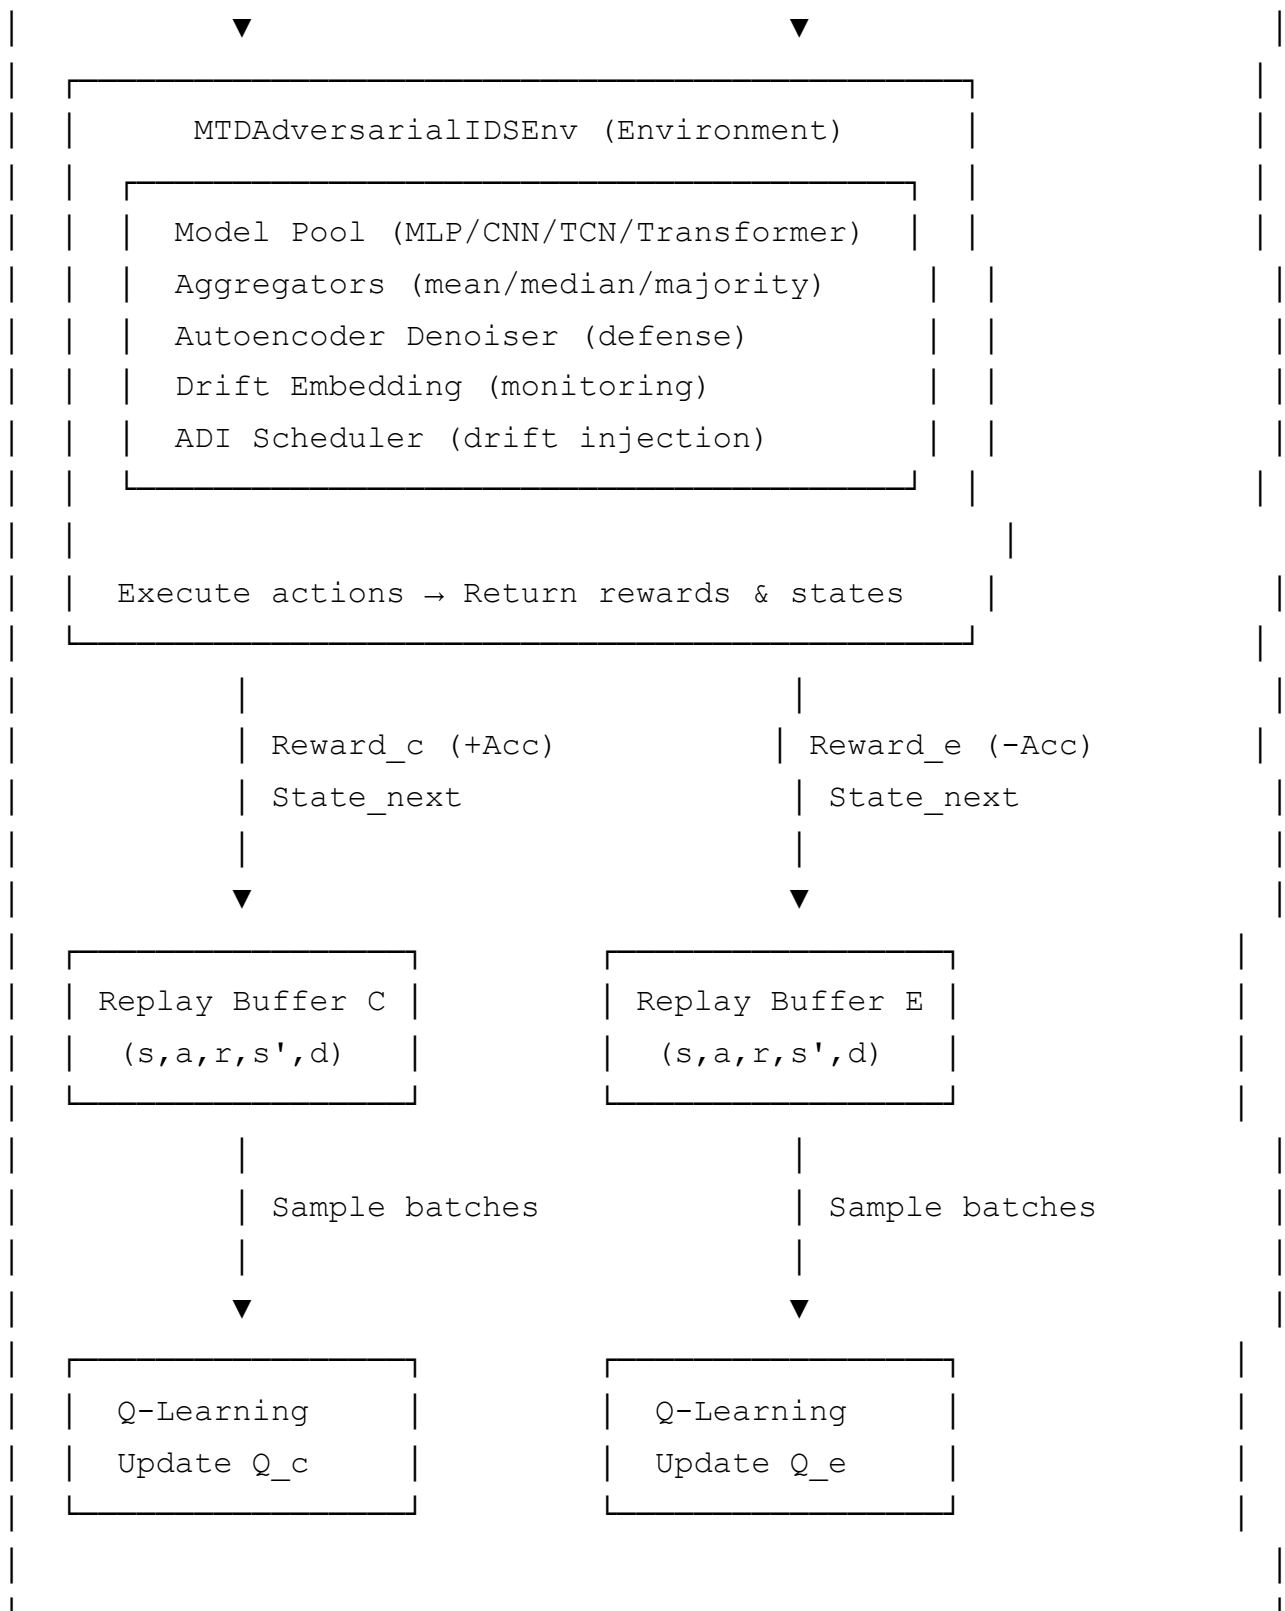 MTDAdversarialIDSEnv (Environment)
Model Pool (MLP/CNN/TCN/Transformer)
Aggregators (mean/median/majority)
Autoencoder Denoiser (defense)
Drift Embedding (monitoring)
ADI Scheduler (drift injection)
Execute actions → Return rewards & states
Reward_c (+Acc) Reward_e (-Acc)
State_next State_next
Replay Buffer C Replay Buffer E
(s,a,r,s',d) (s,a,r,s',d)
Sample batches Sample batches
Q-Learning Q-Learning
Update Q_c Update Q_e